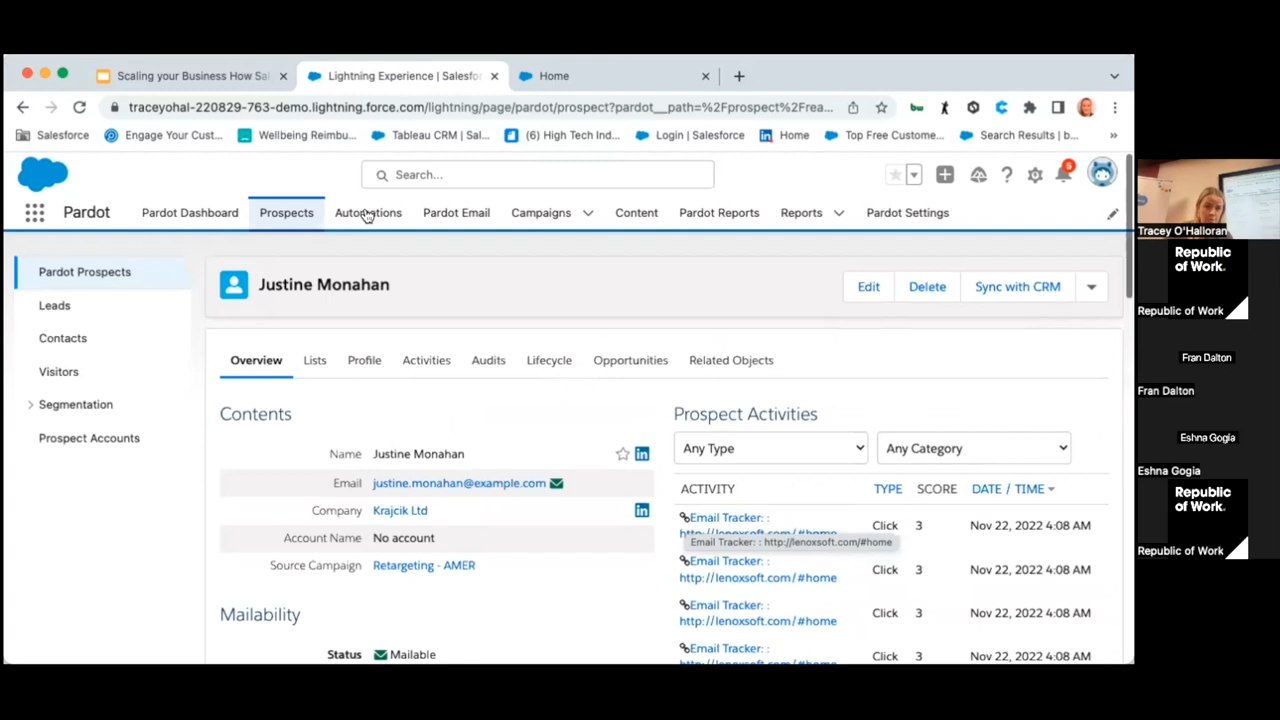 Scaling your Business How Sa
Lightning Experience | Salesfo
Home
traceyohal-220829-763-demo.lightning.force.com/lightning/page/pardot/prospect?pardot__path=%2Fprospect%2Frea...
Salesforce
Engage Your Cust...
Wellbeing Reimbu...
Tableau CRM | Sal...
(6) High Tech Ind...
Login | Salesforce
Home
Top Free Custome...
Search Results | b...
»
Search...
5
Pardot
Pardot Dashboard
Prospects
Automations
Pardot Email
Campaigns
Content
Pardot Reports
Reports
Pardot Settings
Pardot Prospects
Leads
Contacts
Visitors
Segmentation
Prospect Accounts
Justine Monahan
Edit
Delete
Sync with CRM
Overview
Lists
Profile
Activities
Audits
Lifecycle
Opportunities
Related Objects
Contents
Name Justine Monahan
Email justine.monahan@example.com
Company Krajcik Ltd
Account Name No account
Source Campaign Retargeting - AMER
Mailability
Status Mailable
Prospect Activities
Any Type
Any Category
ACTIVITY TYPE SCORE DATE / TIME
Email Tracker: :
http://lenoxsoft.com/#home
Click 3 Nov 22, 2022 4:08 AM
Email Tracker: : http://lenoxsoft.com/#home
Email Tracker: :
http://lenoxsoft.com/#home
Click 3 Nov 22, 2022 4:08 AM
Email Tracker: :
http://lenoxsoft.com/#home
Click 3 Nov 22, 2022 4:08 AM
Email Tracker: :
http://lenoxsoft.com/#home
Click 3 Nov 22, 2022 4:08 AM
Tracey O'Halloran
Republic
of Work.
Republic of Work
Fran Dalton
Fran Dalton
Eshna Gogia
Eshna Gogia
Republic
of Work.
Republic of Work